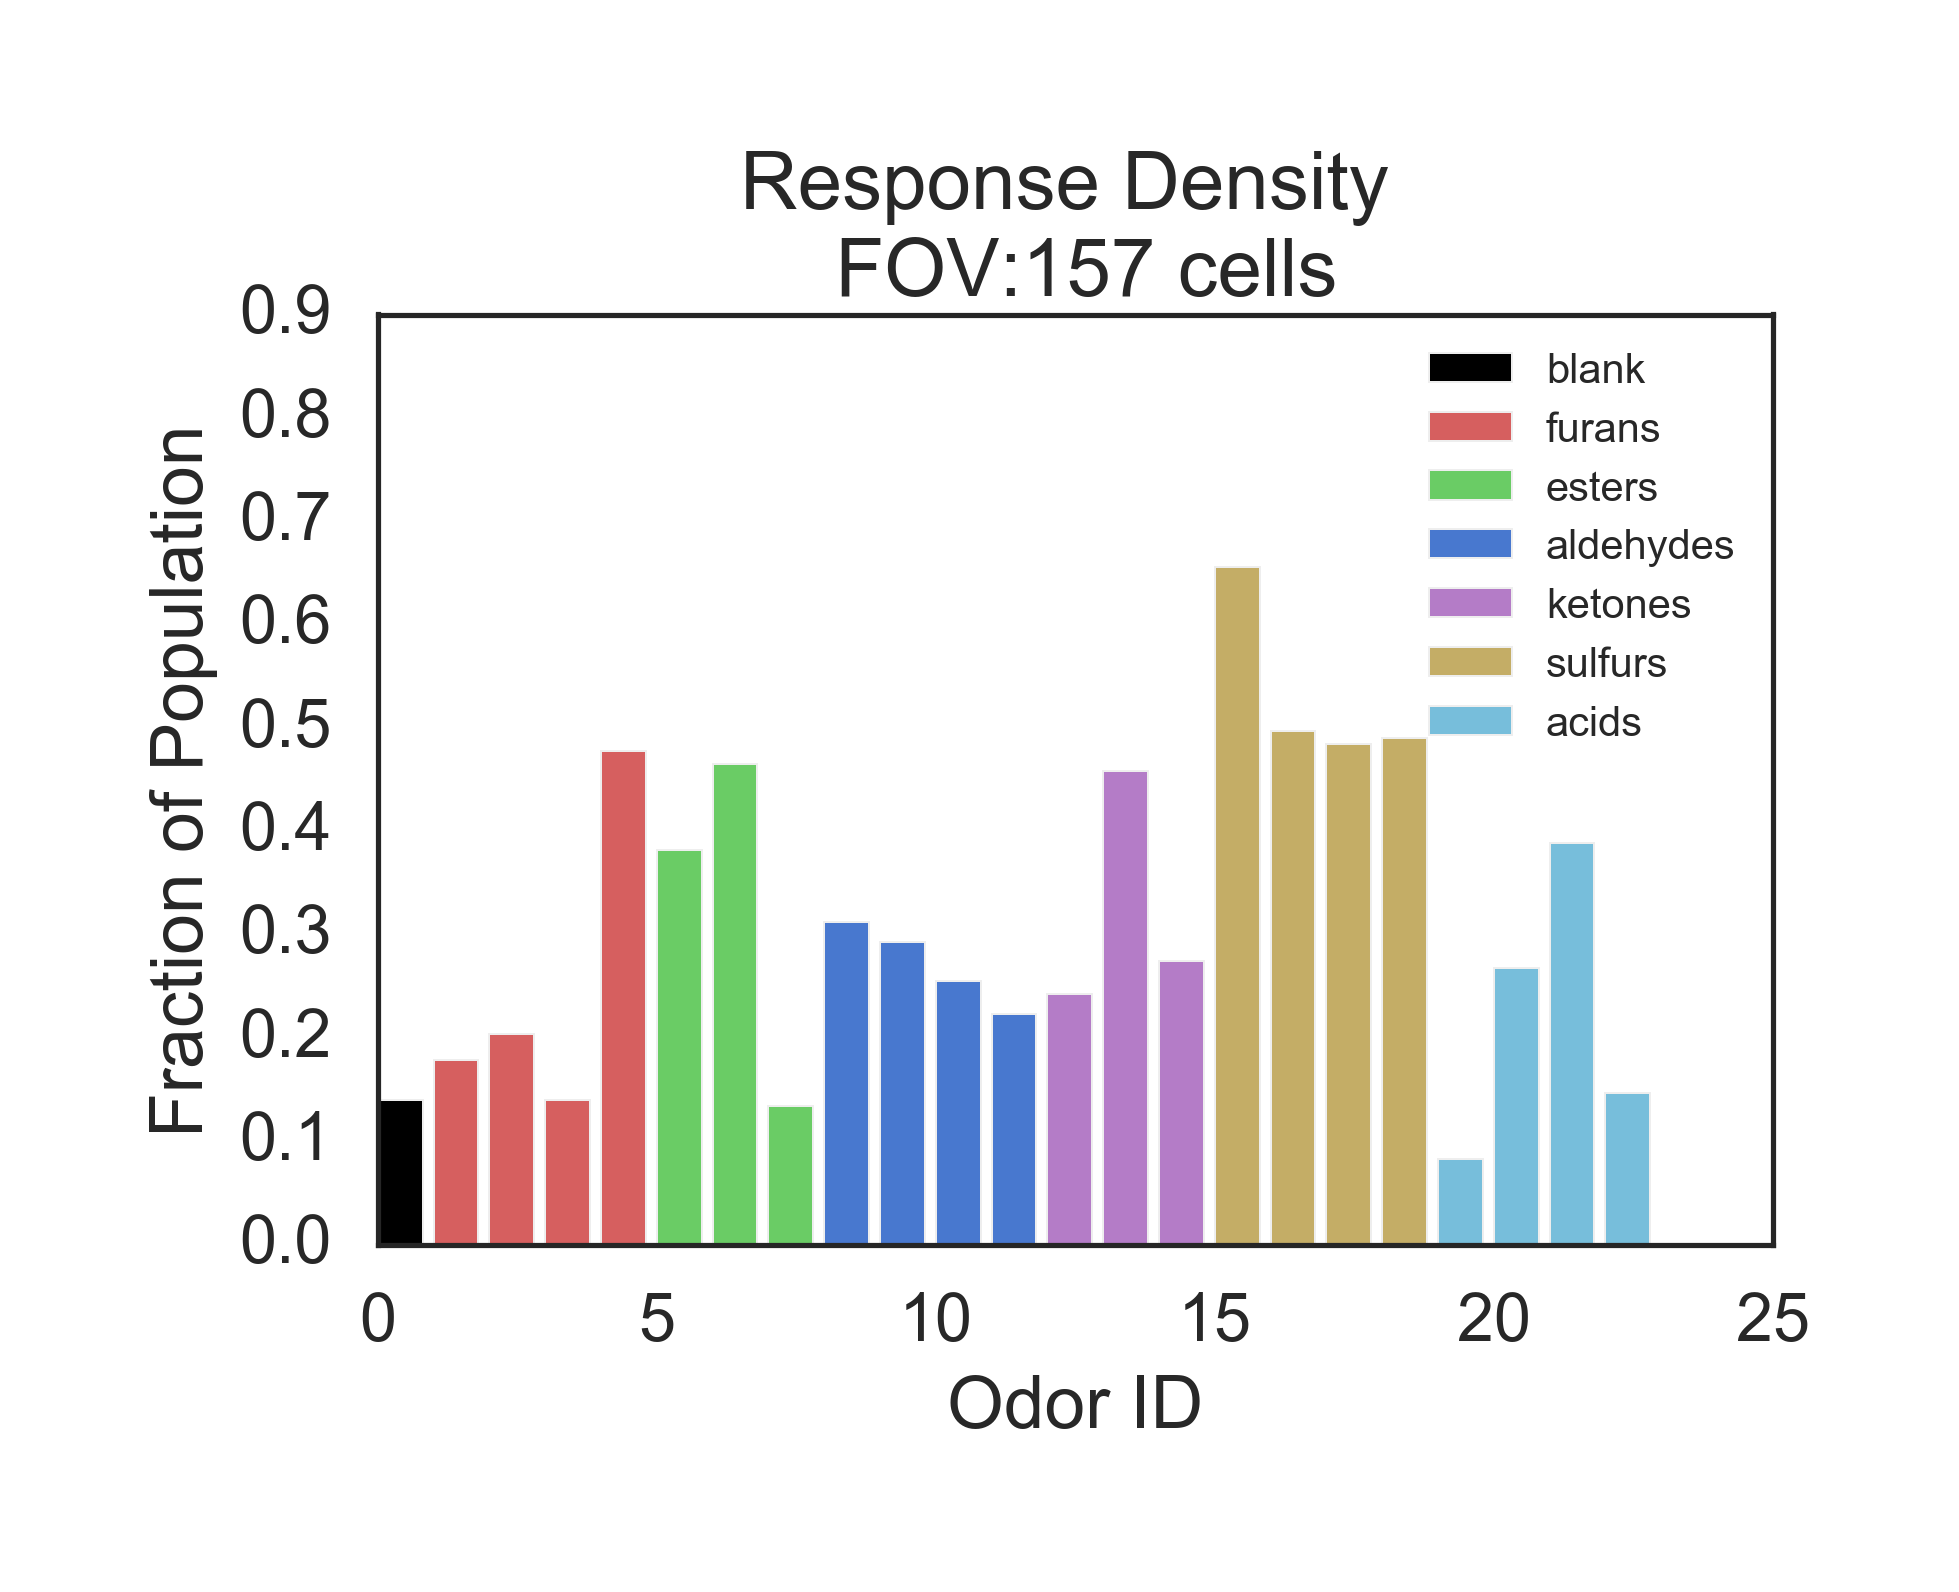 Response Density
FOV:157 cells
0.9
0.8
0.7
0.6
0.5
0.4
0.3
0.2
0.1
0.0
Fraction of Population
blank
furans
esters
aldehydes
ketones
sulfurs
acids
0 5 10 15 20 25
Odor ID